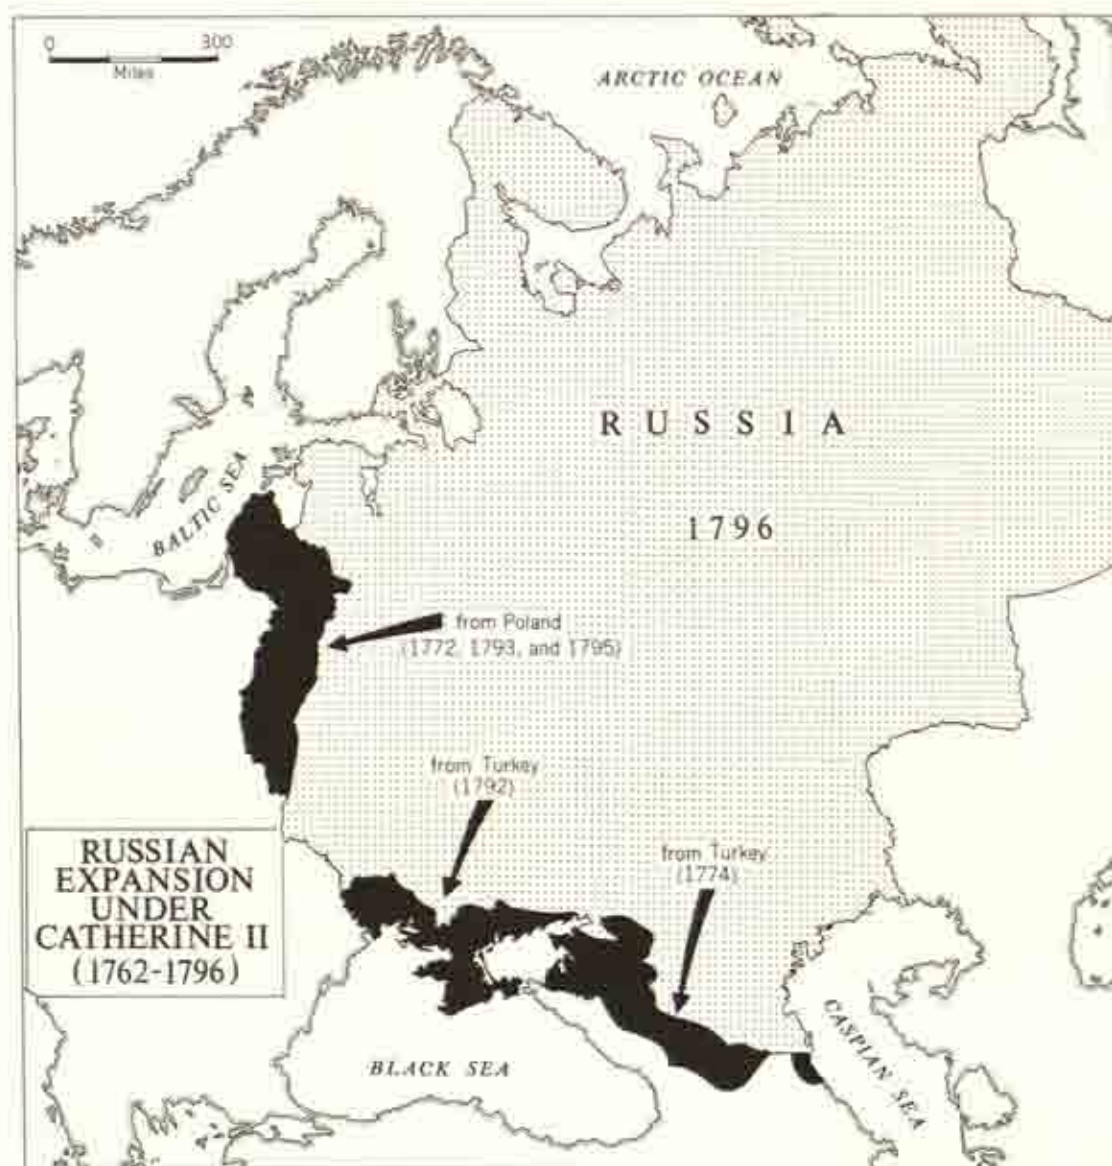 0 300
Miles
ARCTIC OCEAN
RUSSIA
1796
BALTIC SEA
from Poland
(1772, 1793, and 1795)
from Turkey
(1792)
from Turkey
(1774)
RUSSIAN
EXPANSION
UNDER
CATHERINE II
(1762-1796)
BLACK SEA
CASPIAN SEA